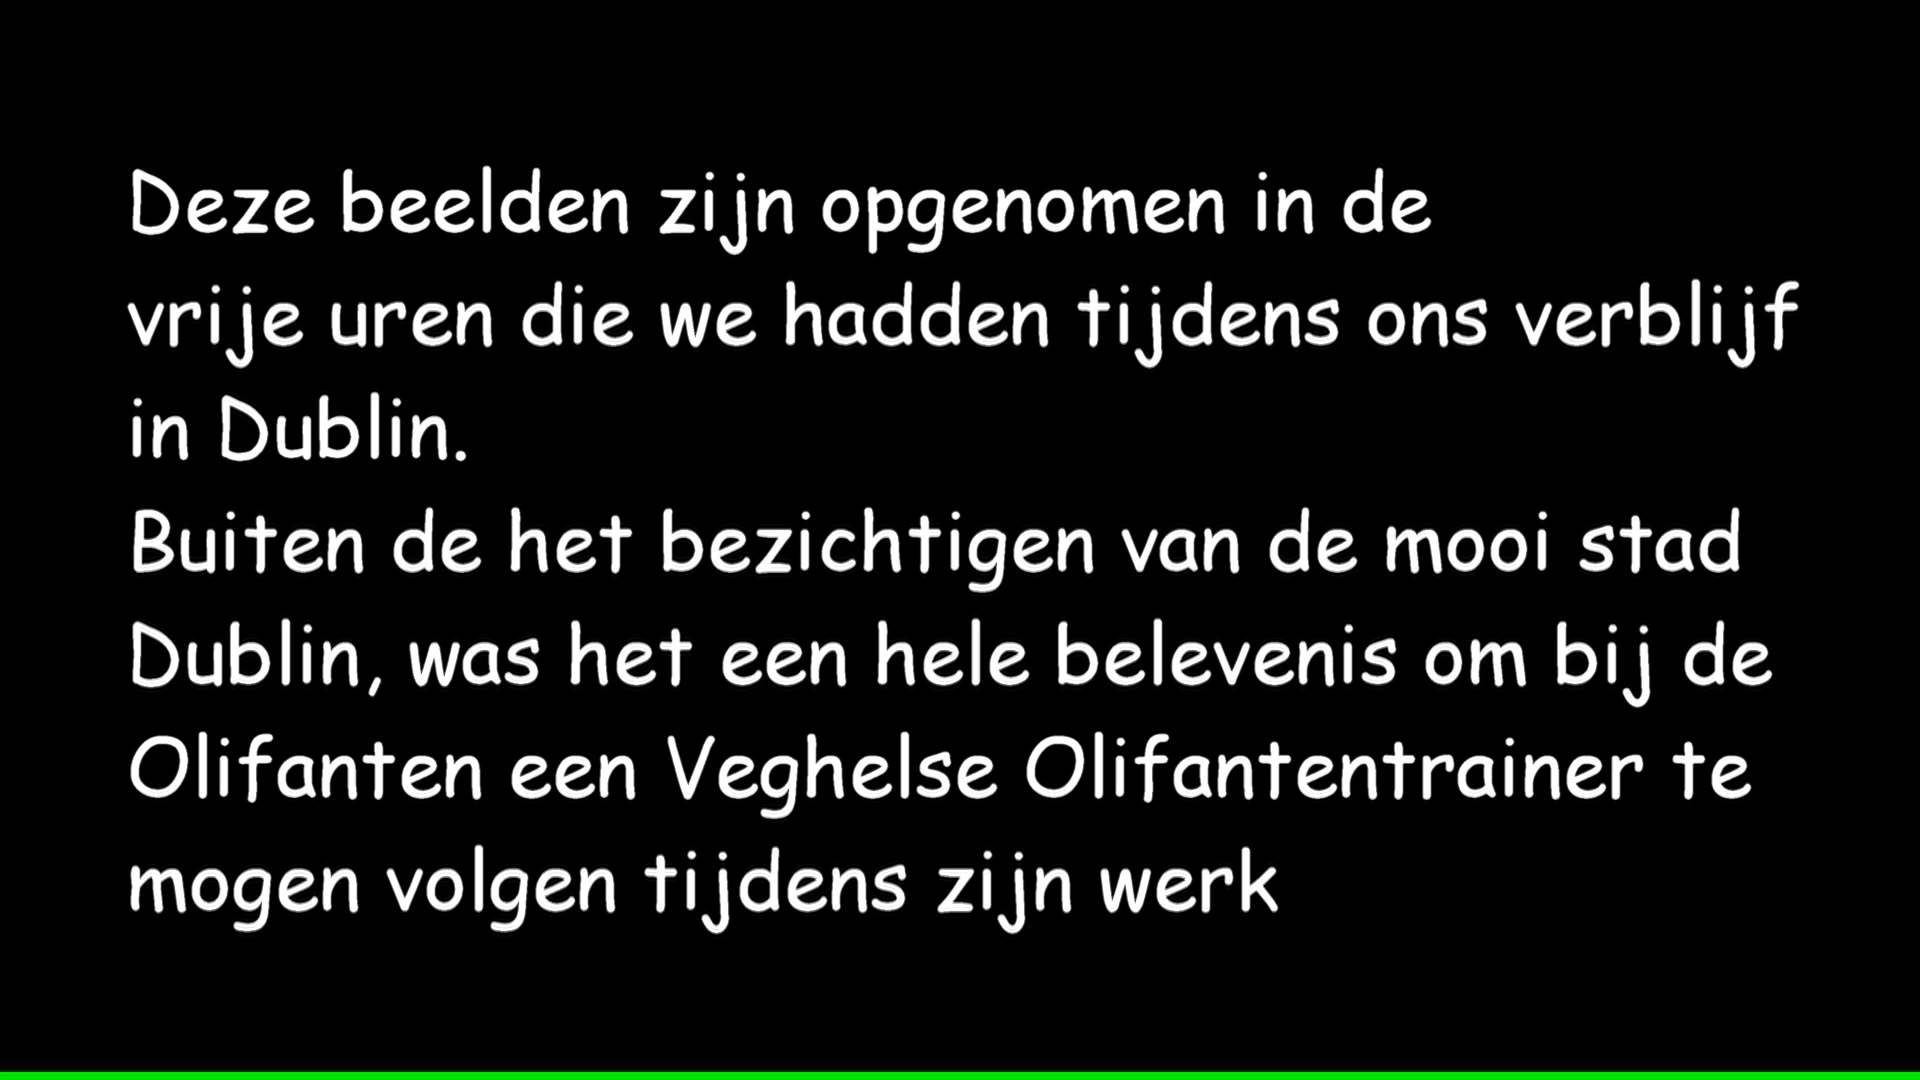 Deze beelden zijn opgenomen in de
vrije uren die we hadden tijdens ons verblijf
in Dublin.
Buiten de het bezichtigen van de mooi stad
Dublin, was het een hele belevenis om bij de
Olifanten een Veghelse Olifantentrainer te
mogen volgen tijdens zijn werk